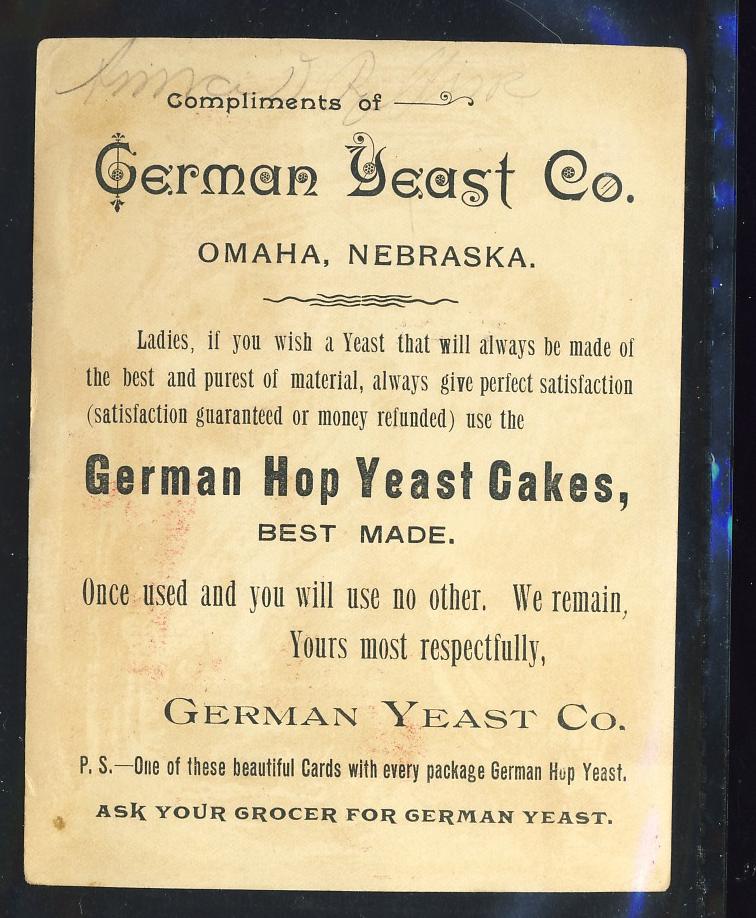 Compliments of
German Yeast Co.
OMAHA, NEBRASKA.
Ladies, if you wish a Yeast that will always be made of
the best and purest of material, always give perfect satisfaction
(satisfaction guaranteed or money refunded) use the
German Hop Yeast Cakes,
BEST MADE.
Once used and you will use no other. We remain,
Yours most respectfully,
GERMAN YEAST CO.
P. S.—One of these beautiful Cards with every package German Hop Yeast.
ASK YOUR GROCER FOR GERMAN YEAST.